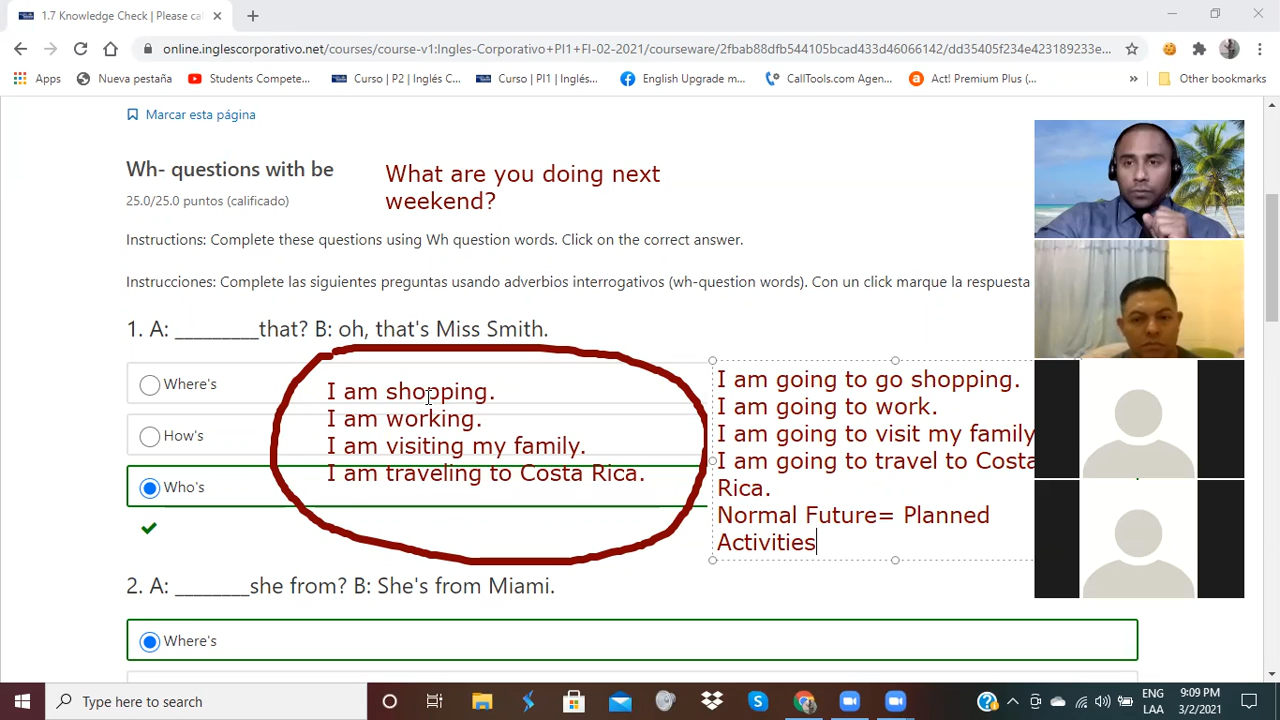 1.7 Knowledge Check | Please ca
online.inglescorporativo.net/courses/course-v1:Ingles-Corporativo+PI1+FI-02-2021/courseware/2fbab88dfb544105bcad433d46066142/dd35405f234e423189233e...
Apps Nueva pestaña Students Compete... Curso | P2 | Inglés C... Curso | PI1 | Inglés... English Upgrade m... CallTools.com Agen... Act! Premium Plus (... » Other bookmarks
Marcar esta página
Wh- questions with be
25.0/25.0 puntos (calificado)
What are you doing next
weekend?
Instructions: Complete these questions using Wh question words. Click on the correct answer.
Instrucciones: Complete las siguientes preguntas usando adverbios interrogativos (wh-question words). Con un click marque la respuesta
1. A: _________that? B: oh, that's Miss Smith.
Where's
How's
Who's
I am shopping.
I am working.
I am visiting my family.
I am traveling to Costa Rica.
I am going to go shopping.
I am going to work.
I am going to visit my family
I am going to travel to Costa
Rica.
Normal Future= Planned
Activities
2. A: ________she from? B: She's from Miami.
Where's
Type here to search
ENG
LAA
9:09 PM
3/2/2021